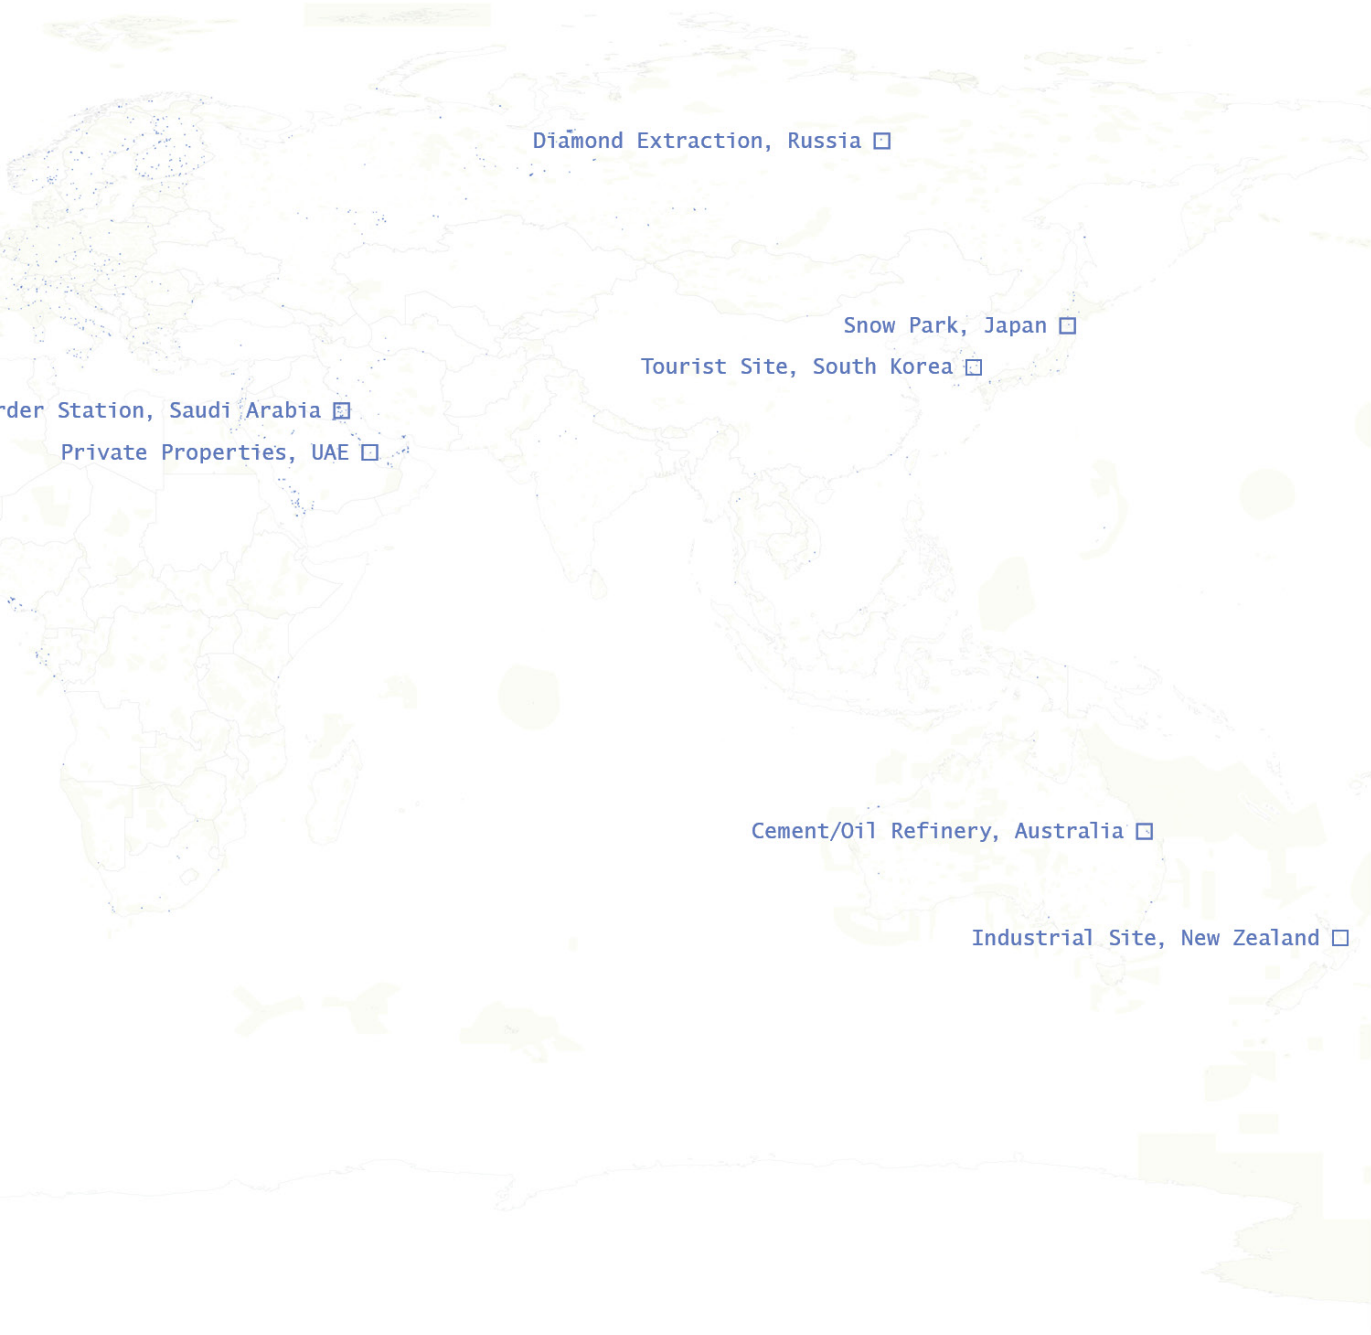 Diamond Extraction, Russia
Snow Park, Japan
Tourist Site, South Korea
rder Station, Saudi Arabia
Private Properties, UAE
Cement/Oil Refinery, Australia
Industrial Site, New Zealand